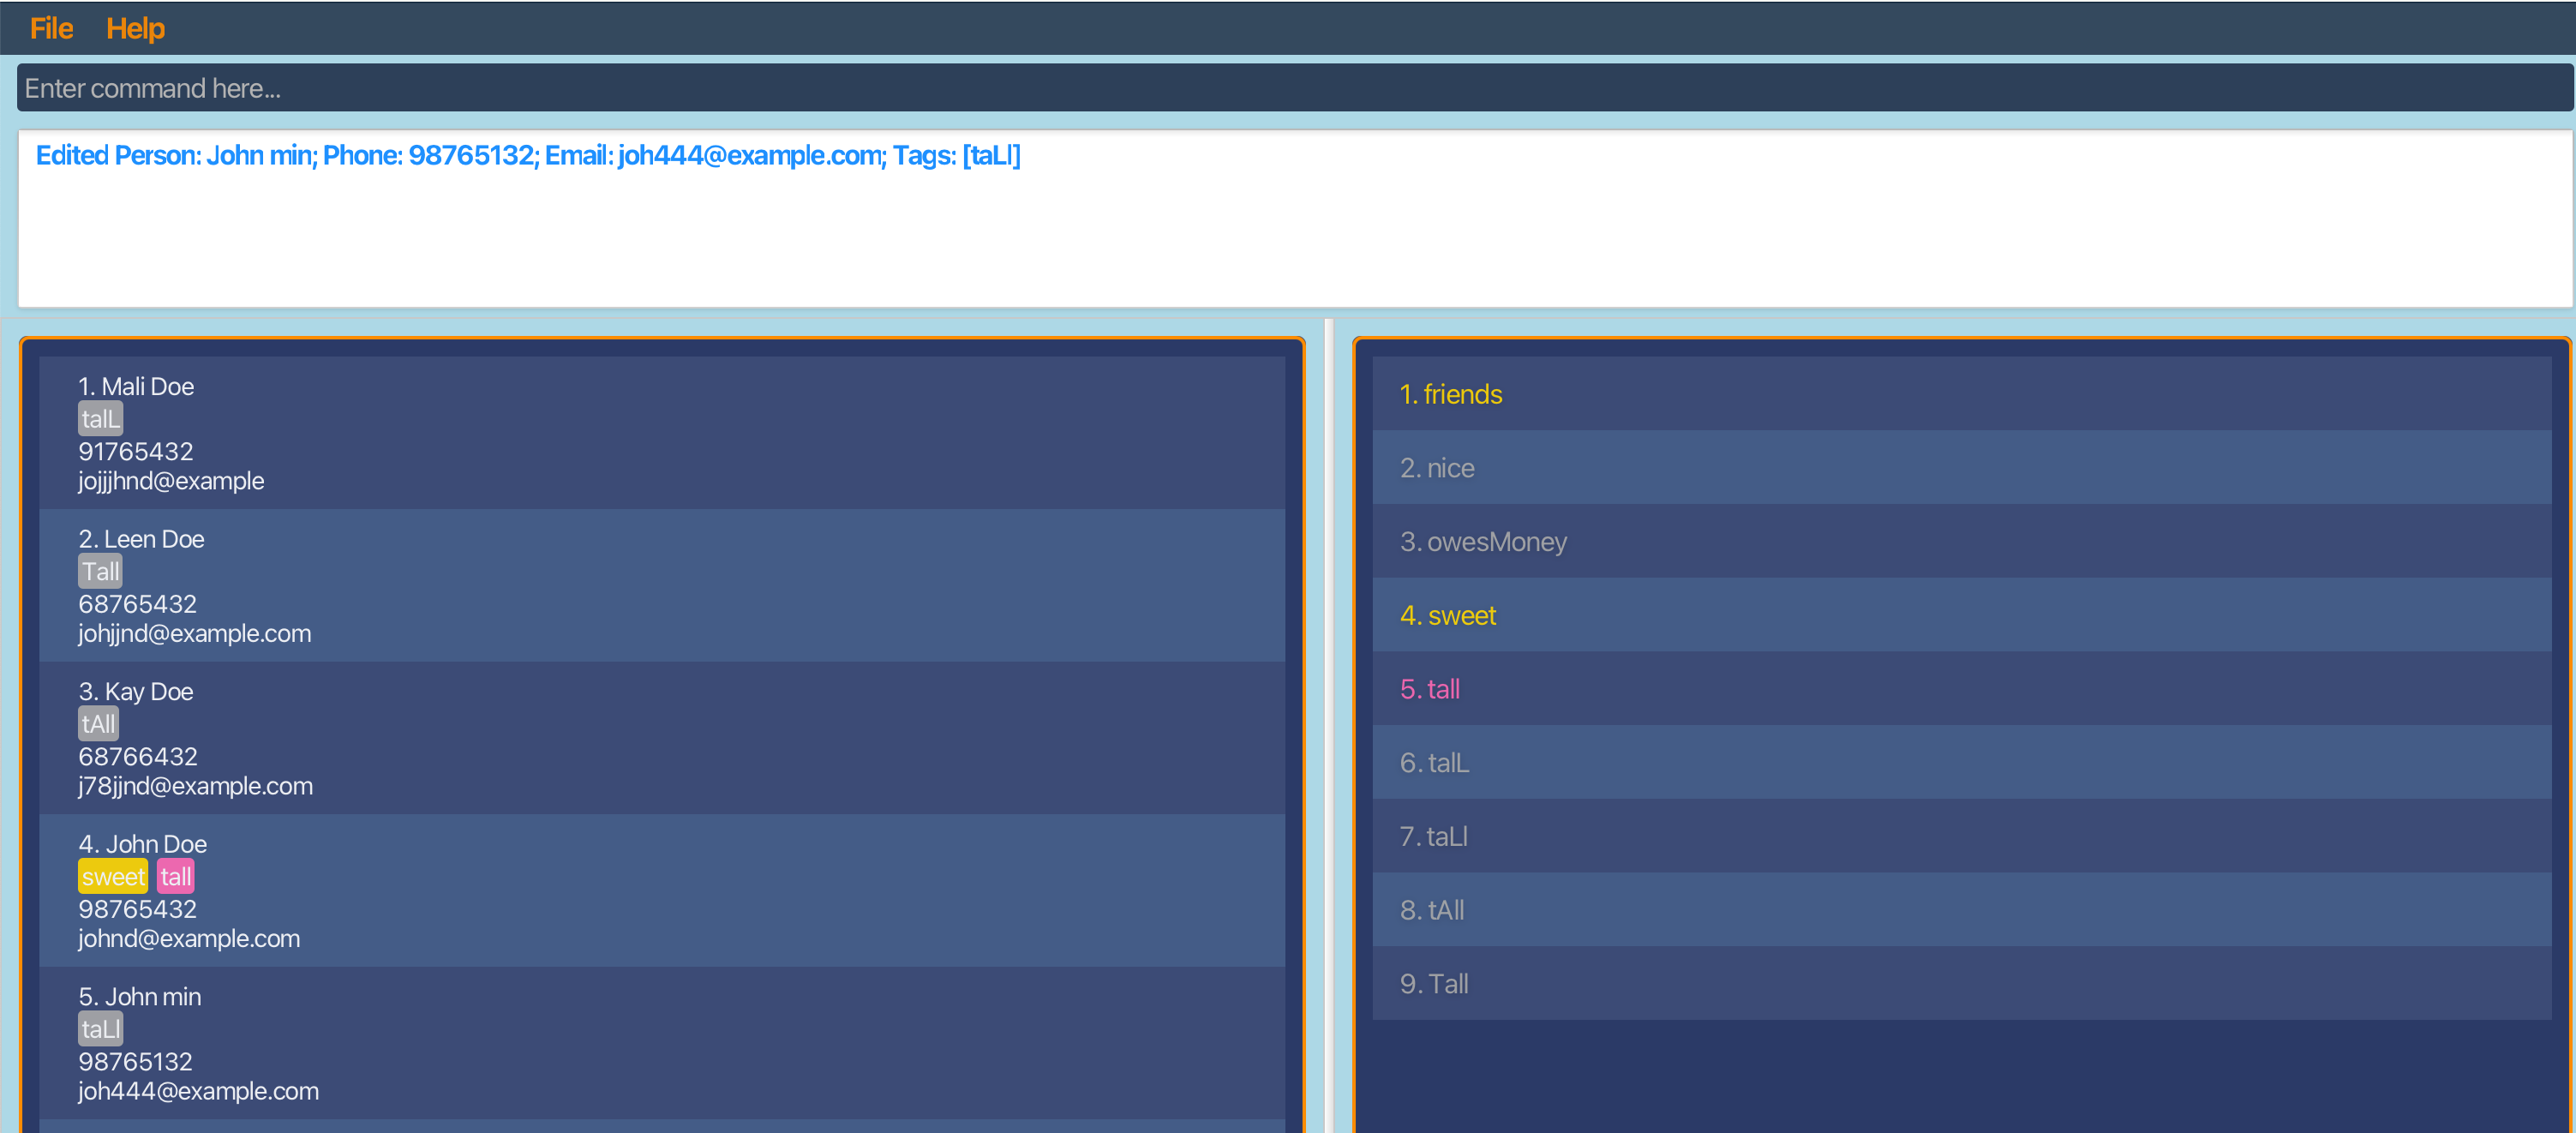 File Help
Enter command here...
Edited Person: John min; Phone: 98765132; Email: joh444@example.com; Tags: [taLl]
1. Mali Doe
talL
91765432
jojjjhnd@example
2. Leen Doe
Tall
68765432
johjjnd@example.com
3. Kay Doe
tAll
68766432
j78jjnd@example.com
4. John Doe
sweet tall
98765432
johnd@example.com
5. John min
taLl
98765132
joh444@example.com
1. friends
2. nice
3. owesMoney
4. sweet
5. tall
6. talL
7. taLl
8. tAll
9. Tall